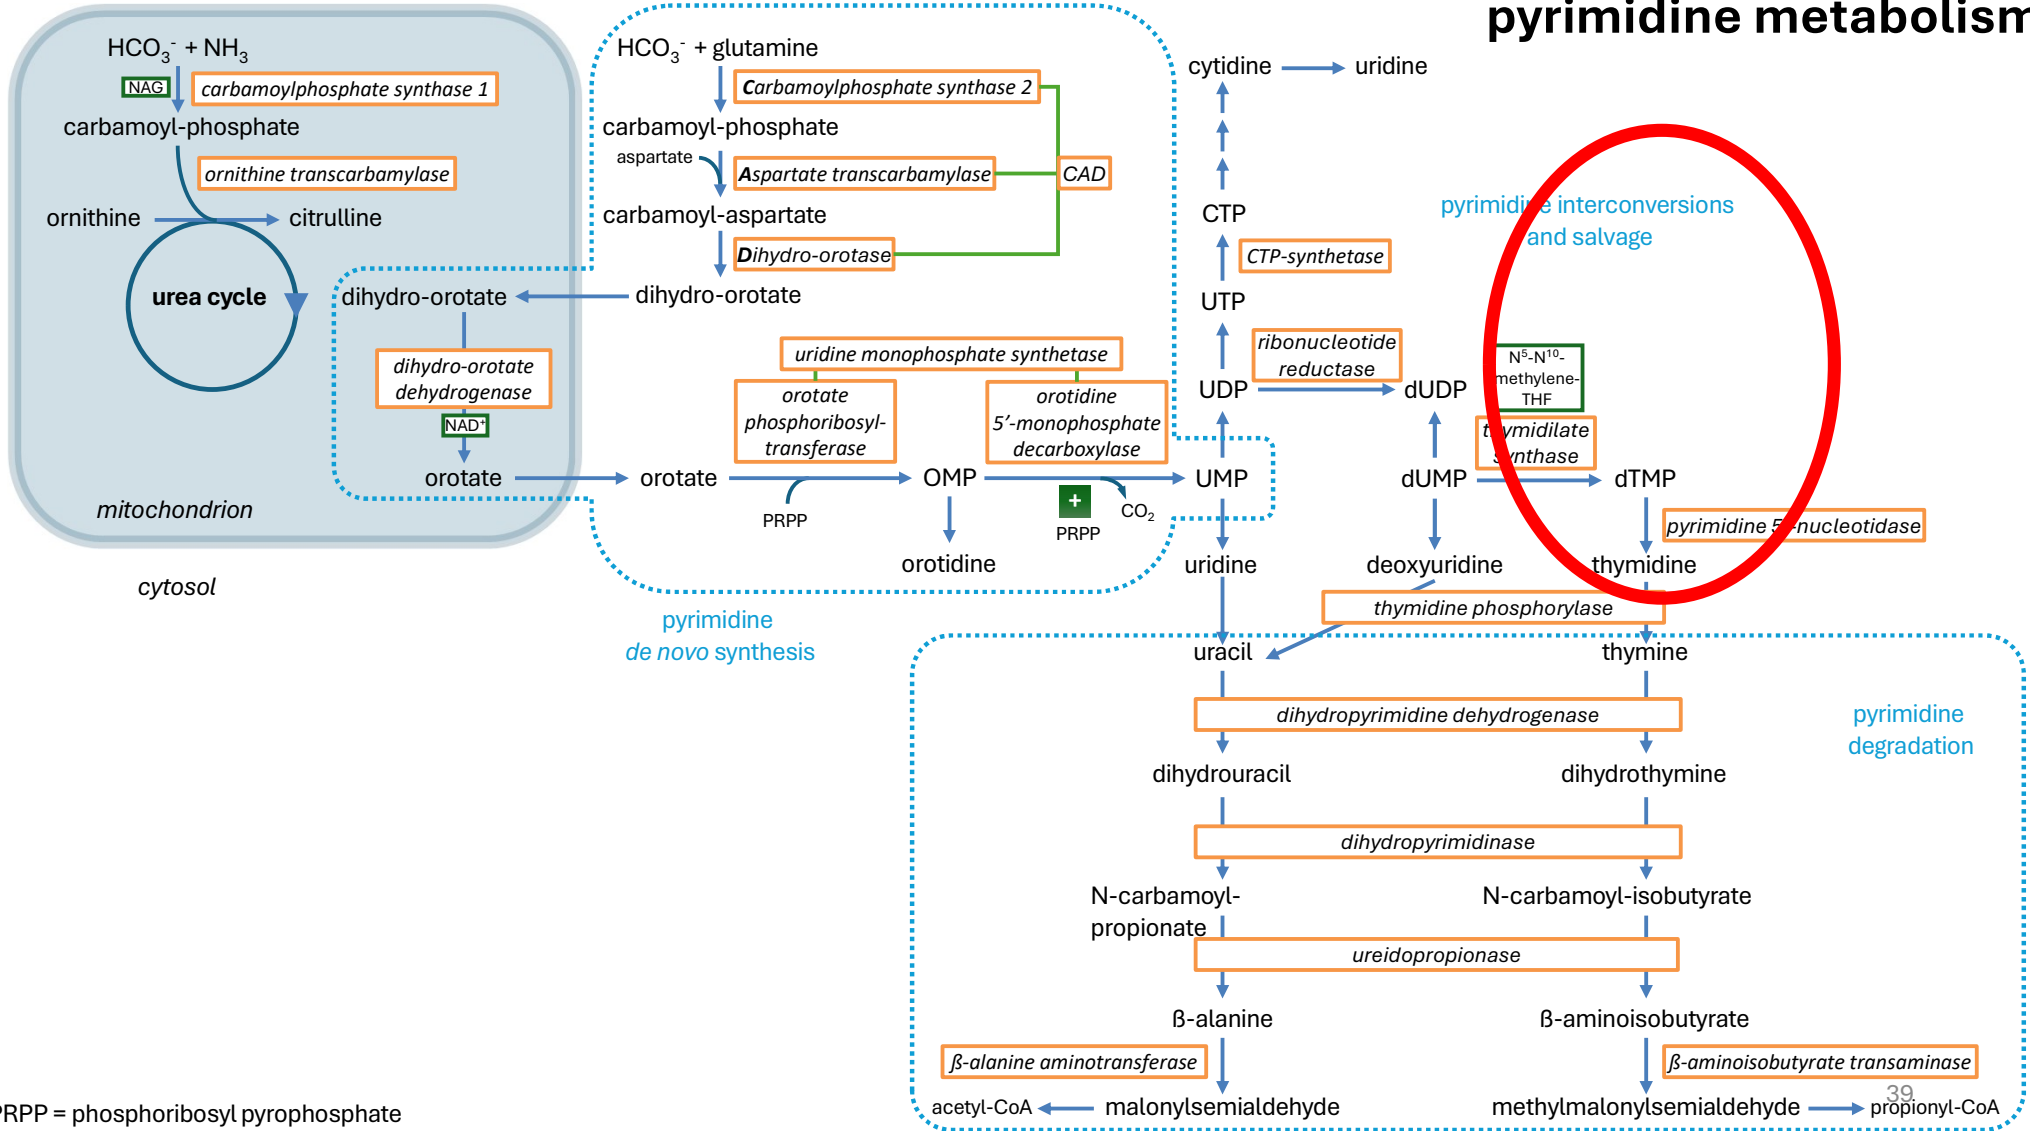 pyrimidine metabolism
HCO3- + NH3
NAG
carbamoylphosphate synthase 1
carbamoyl-phosphate
ornithine transcarbamylase
ornithine
citrulline
urea cycle
mitochondrion
cytosol
HCO3- + glutamine
Carbamoylphosphate synthase 2
carbamoyl-phosphate
aspartate
Aspartate transcarbamylase
CAD
carbamoyl-aspartate
Dihydro-orotase
dihydro-orotate
dihydro-orotate
dihydro-orotate
dehydrogenase
NAD+
orotate
orotate
uridine monophosphate synthetase
orotate
phosphoribosyl-
transferase
PRPP
OMP
orotidine
5’-monophosphate
decarboxylase
+
PRPP
CO2
UMP
orotidine
pyrimidine
de novo synthesis
cytidine
uridine
CTP
CTP-synthetase
UTP
ribonucleotide
reductase
UDP
dUDP
pyrimidine interconversions
and salvage
N5-N10-
methylene-
THF
thymidilate
synthase
dUMP
dTMP
pyrimidine 5’-nucleotidase
uridine
deoxyuridine
thymidine
thymidine phosphorylase
uracil
thymine
dihydropyrimidine dehydrogenase
pyrimidine
degradation
dihydrouracil
dihydrothymine
dihydropyrimidinase
N-carbamoyl-
propionate
N-carbamoyl-isobutyrate
ureidopropionase
ß-alanine
ß-aminoisobutyrate
ß-alanine aminotransferase
ß-aminoisobutyrate transaminase
acetyl-CoA
malonylsemialdehyde
methylmalonylsemialdehyde
propionyl-CoA
39
PRPP = phosphoribosyl pyrophosphate